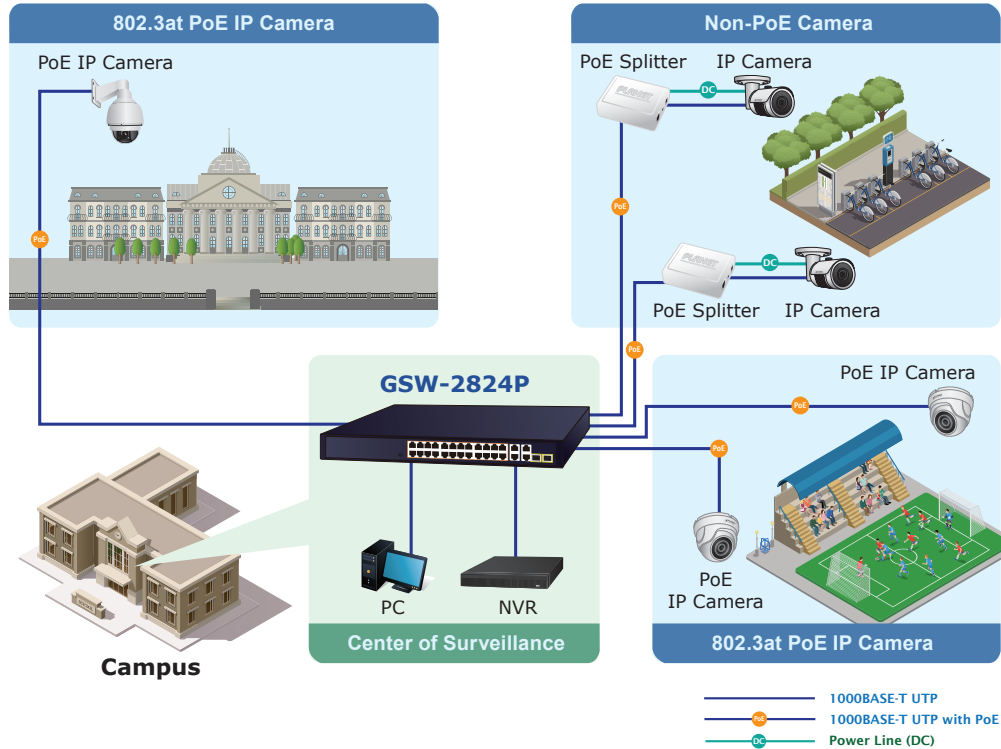 802.3at PoE IP Camera
PoE IP Camera
PoE
Non-PoE Camera
PoE Splitter
IP Camera
PLANET
DC
PoE
PLANET
DC
PoE Splitter
IP Camera
PoE
GSW-2824P
PC
NVR
Center of Surveillance
Campus
PoE IP Camera
PoE
PoE
PoE
IP Camera
802.3at PoE IP Camera
1000BASE-T UTP
PoE
1000BASE-T UTP with PoE
DC
Power Line (DC)